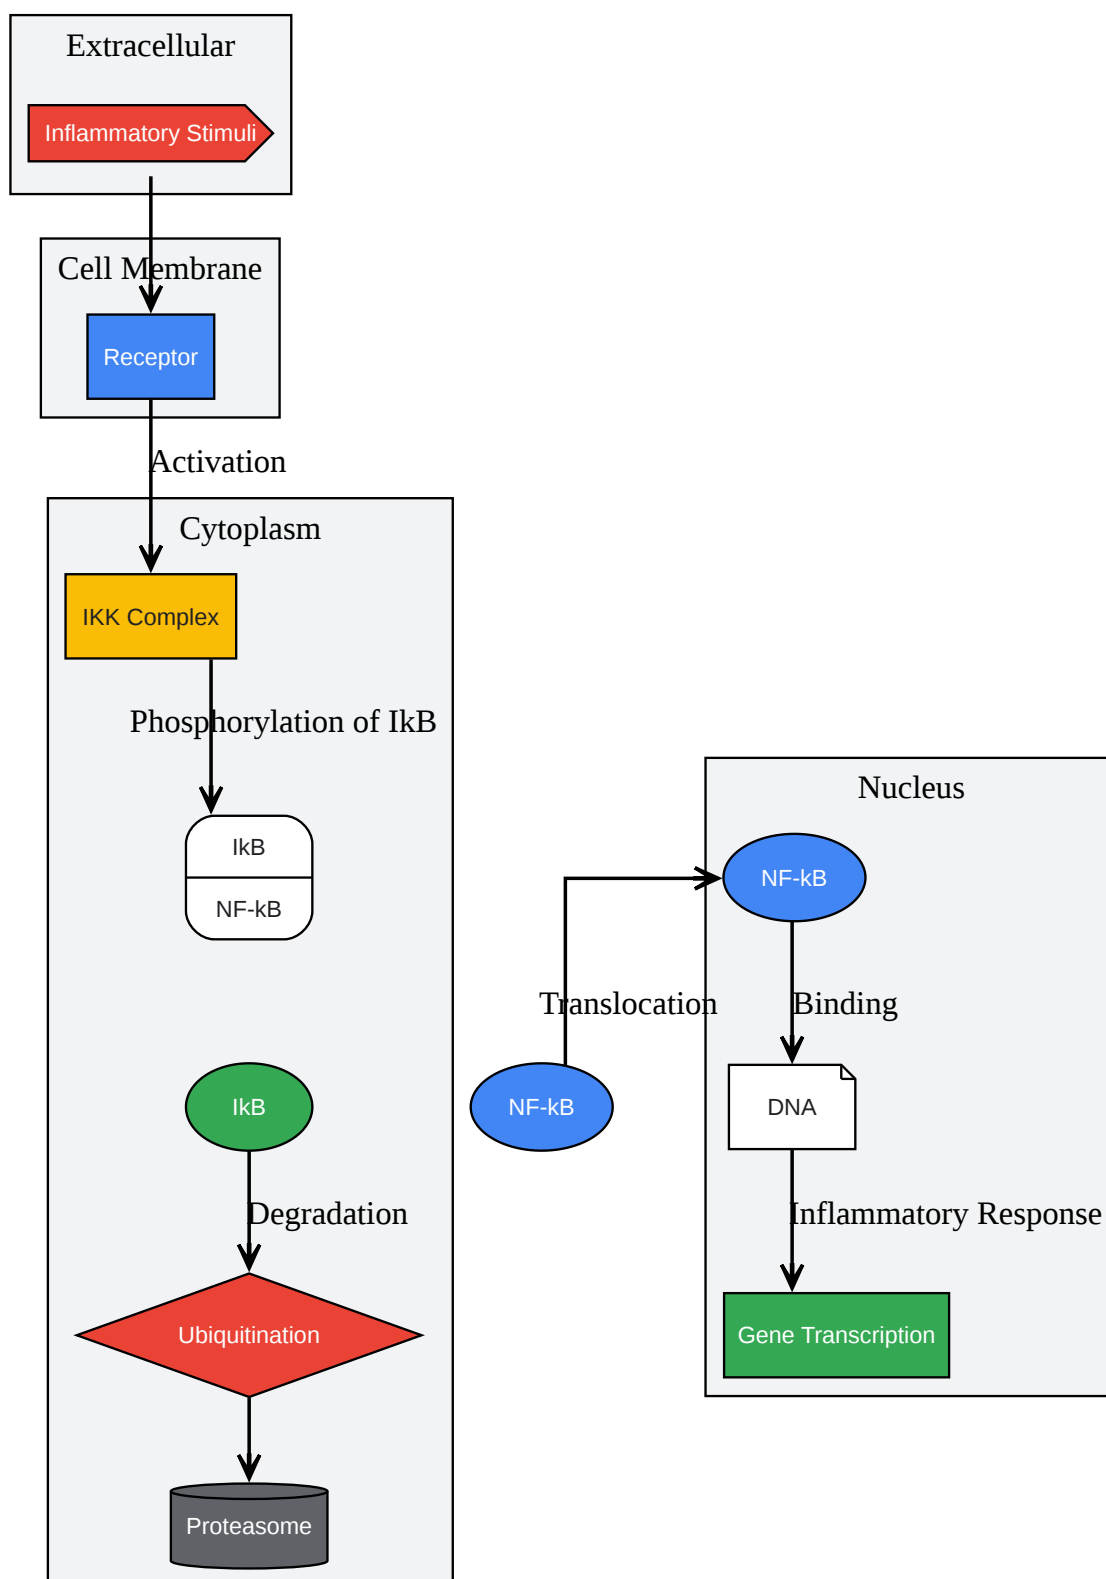 Extracellular
Inflammatory Stimuli
Cell Membrane
Receptor
Activation
Cytoplasm
IKK Complex
Phosphorylation of IkB
IkB
NF-kB
IkB
Degradation
Ubiquitination
Proteasome
NF-kB
Translocation
Nucleus
NF-kB
Binding
DNA
Inflammatory Response
Gene Transcription